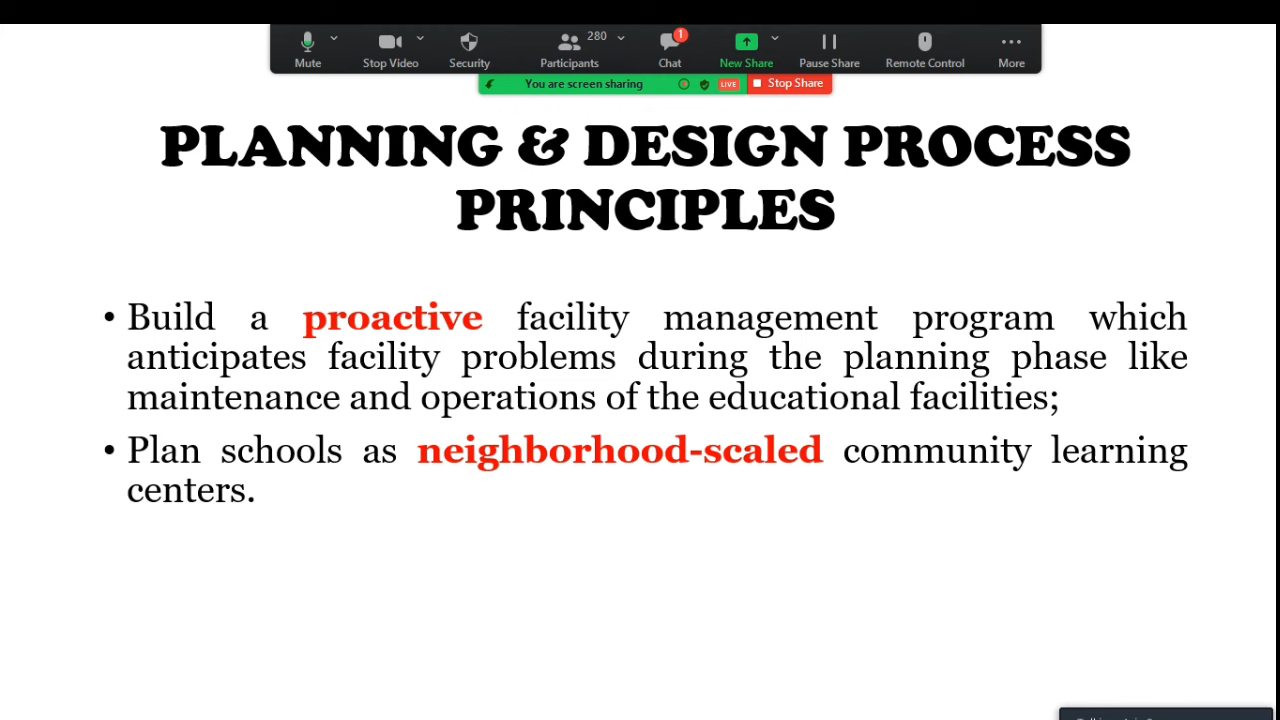 280
1
Mute
Stop Video
Security
Participants
Chat
New Share
Pause Share
Remote Control
More
You are screen sharing
LIVE
Stop Share
PLANNING & DESIGN PROCESS
PRINCIPLES
• Build a proactive facility management program which
anticipates facility problems during the planning phase like
maintenance and operations of the educational facilities;
• Plan schools as neighborhood-scaled community learning
centers.